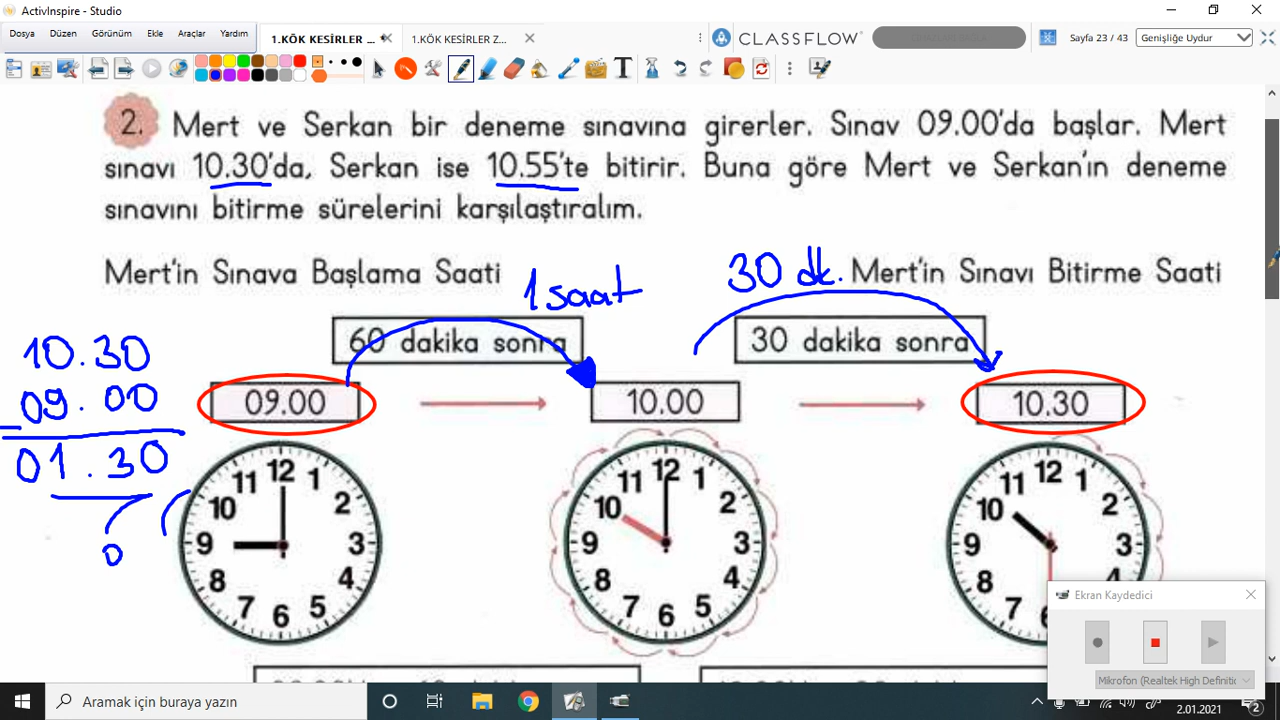 ActivInspire - Studio
Dosya Düzen Görünüm Ekle Araçlar Yardım
1.KÖK KESİRLER ...
1.KÖK KESİRLER Z...
CLASSFLOW
Sayfa 23 / 43
Genişliğe Uydur
2. Mert ve Serkan bir deneme sınavına girerler. Sınav 09.00'da başlar. Mert
sınavı 10.30'da, Serkan ise 10.55'te bitirir. Buna göre Mert ve Serkan'ın deneme
sınavını bitirme sürelerini karşılaştıralım.
Mert'in Sınava Başlama Saati
1 saat
30 dk.
Mert'in Sınavı Bitirme Saati
60 dakika sonra
30 dakika sonra
10.30
09.00
01.30
0
09.00
10.00
10.30
12 1 2 3 4 5 6 7 8 9 10 11
12 1 2 3 4 5 6 7 8 9 10 11
12 1 2 3 4 7 8 9 10 11
Ekran Kaydedici
Mikrofon (Realtek High Definitic
Aramak için buraya yazın
2.01.2021
2